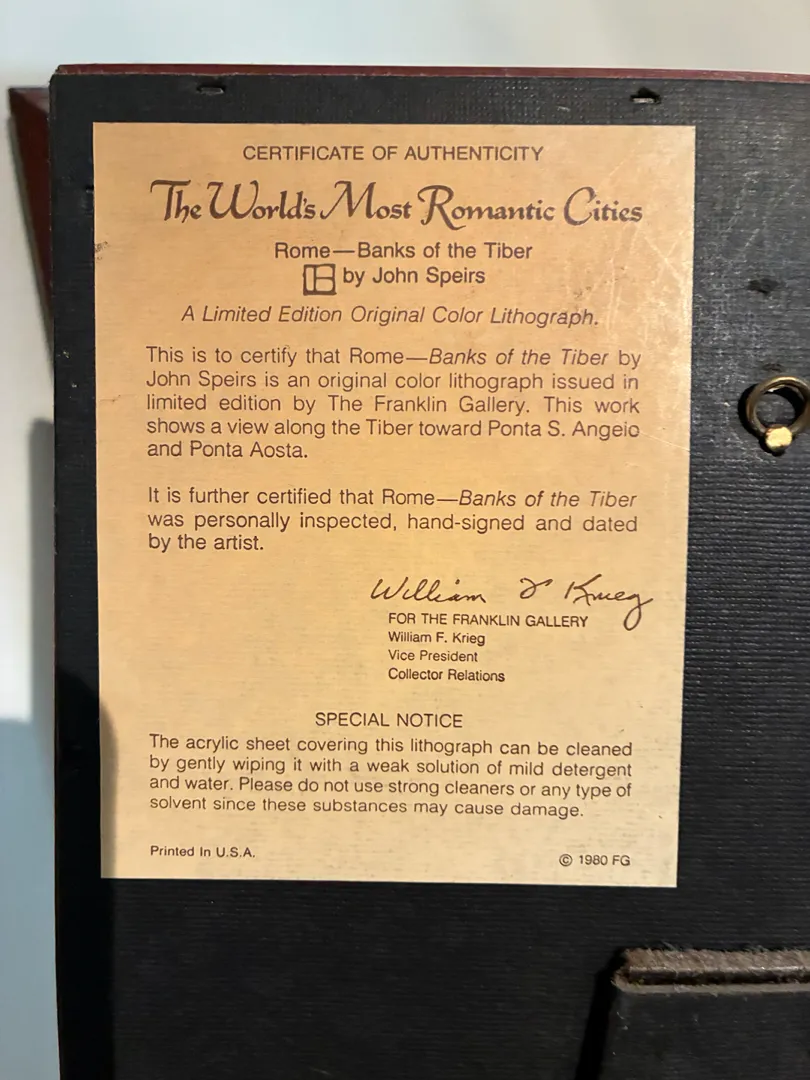 CERTIFICATE OF AUTHENTICITY
The World's Most Romantic Cities
Rome—Banks of the Tiber
by John Speirs
A Limited Edition Original Color Lithograph.
This is to certify that Rome—Banks of the Tiber by
John Speirs is an original color lithograph issued in
limited edition by The Franklin Gallery. This work
shows a view along the Tiber toward Ponta S. Angelo
and Ponta Aosta.
It is further certified that Rome—Banks of the Tiber
was personally inspected, hand-signed and dated
by the artist.
William F Krieg
FOR THE FRANKLIN GALLERY
William F. Krieg
Vice President
Collector Relations
SPECIAL NOTICE
The acrylic sheet covering this lithograph can be cleaned
by gently wiping it with a weak solution of mild detergent
and water. Please do not use strong cleaners or any type of
solvent since these substances may cause damage.
Printed In U.S.A.
© 1980 FG